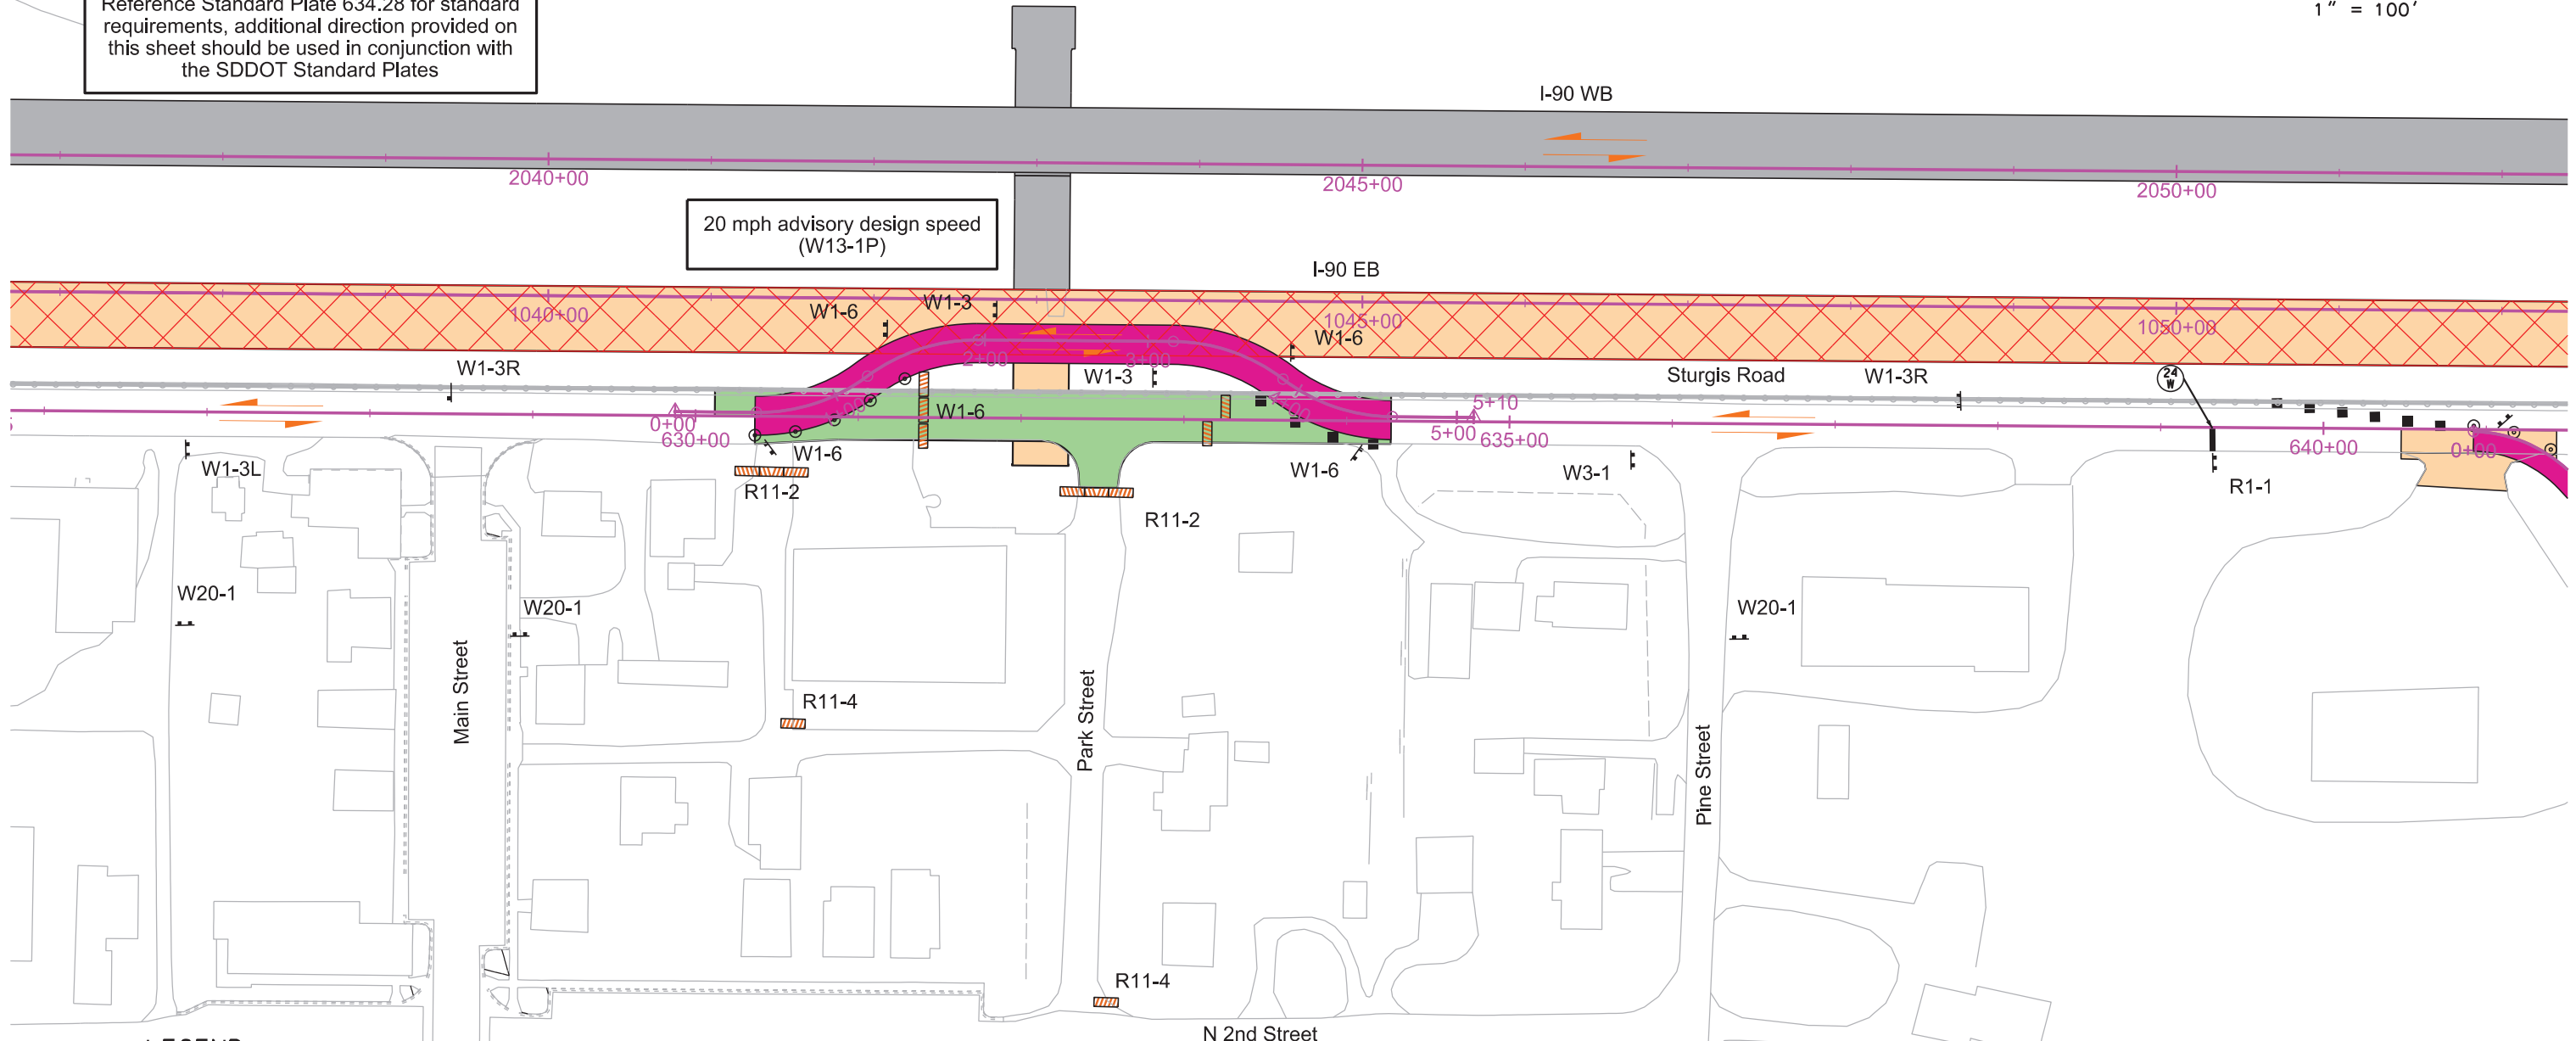 Reference Standard Plate 634.28 for standard
requirements, additional direction provided on
this sheet should be used in conjunction with
the SDDOT Standard Plates
1" = 100'
I-90 WB
2040+00
2045+00
2050+00
20 mph advisory design speed
(W13-1P)
I-90 EB
W1-6
W1-3
1040+00
1045+00
1050+00
W1-6
2+00
3+00
W1-3R
W1-3
Sturgis Road
W1-3R
24
W
0+00
630+00
W1-6
5+10
5+00
635+00
640+00
0+00
W1-3L
W1-6
R11-2
W1-6
W3-1
R1-1
R11-2
W20-1
W20-1
W20-1
Main Street
R11-4
Park Street
Pine Street
R11-4
N 2nd Street
LEGEND